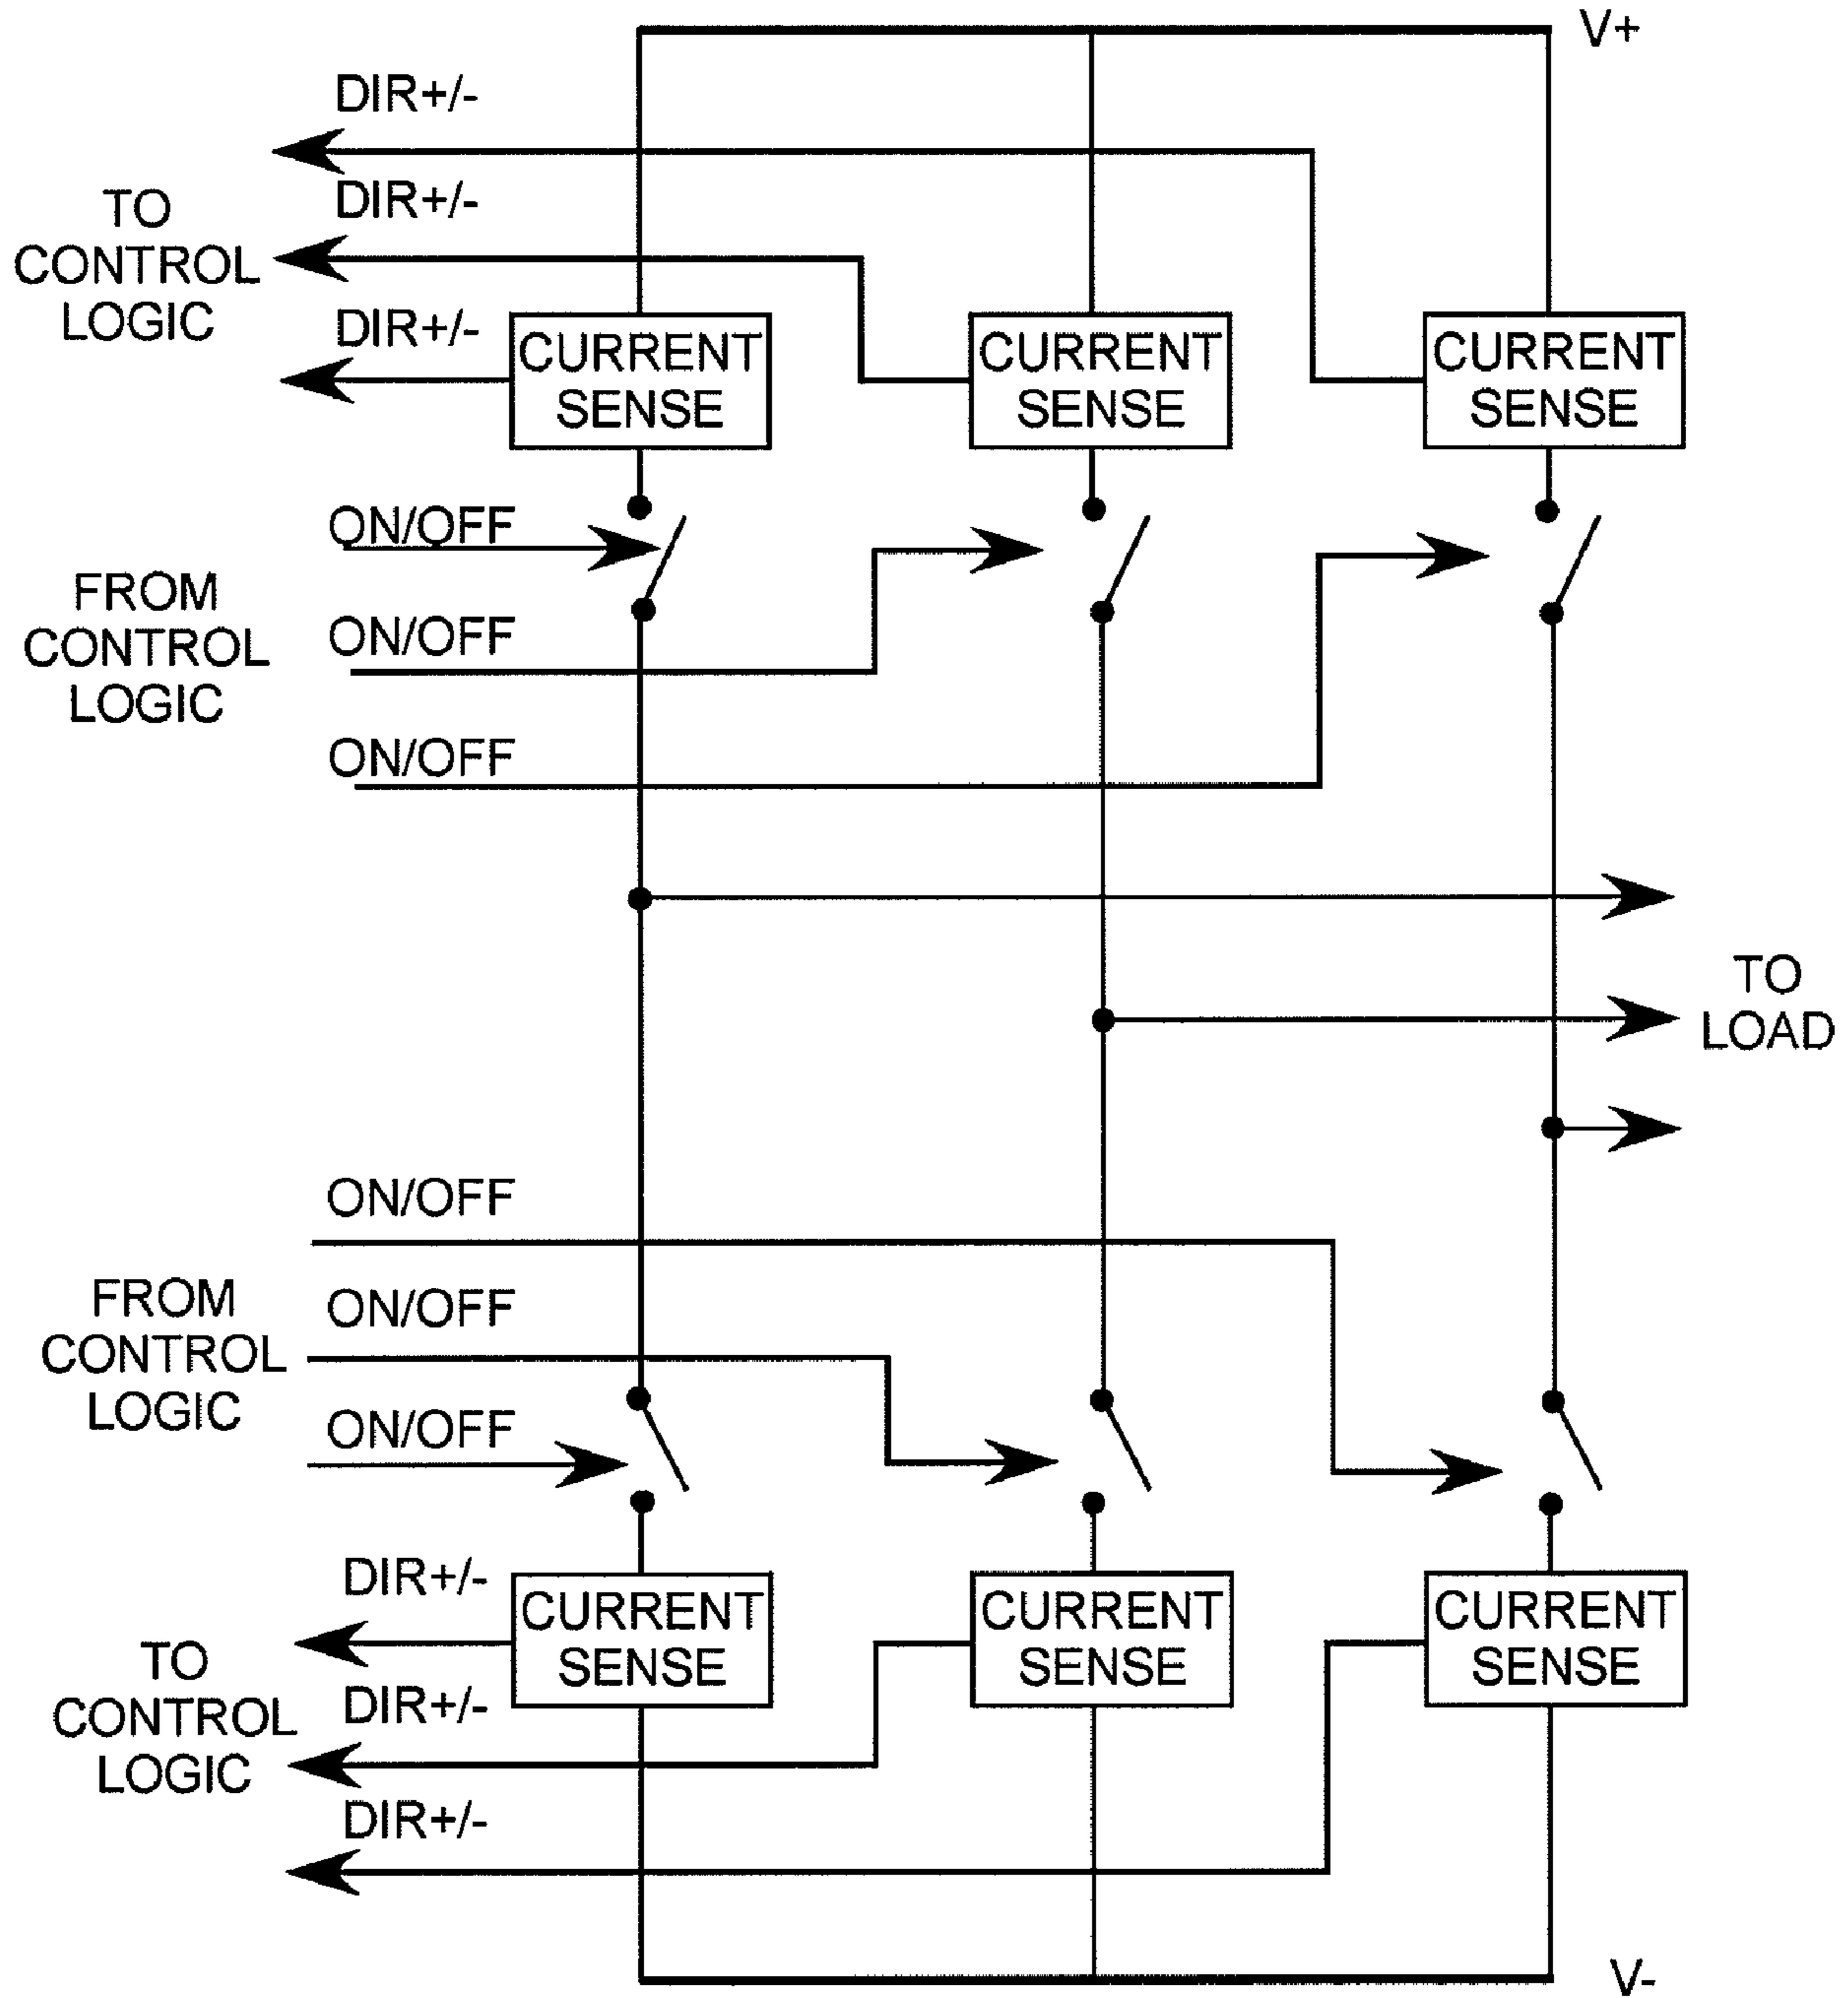 V+
DIR+/-
DIR+/-
TO
CONTROL
LOGIC
DIR+/-
CURRENT
SENSE
CURRENT
SENSE
CURRENT
SENSE
ON/OFF
FROM
CONTROL
LOGIC
ON/OFF
ON/OFF
TO
LOAD
ON/OFF
FROM
CONTROL
LOGIC
ON/OFF
ON/OFF
DIR+/-
CURRENT
SENSE
CURRENT
SENSE
CURRENT
SENSE
TO
CONTROL
LOGIC
DIR+/-
DIR+/-
V-